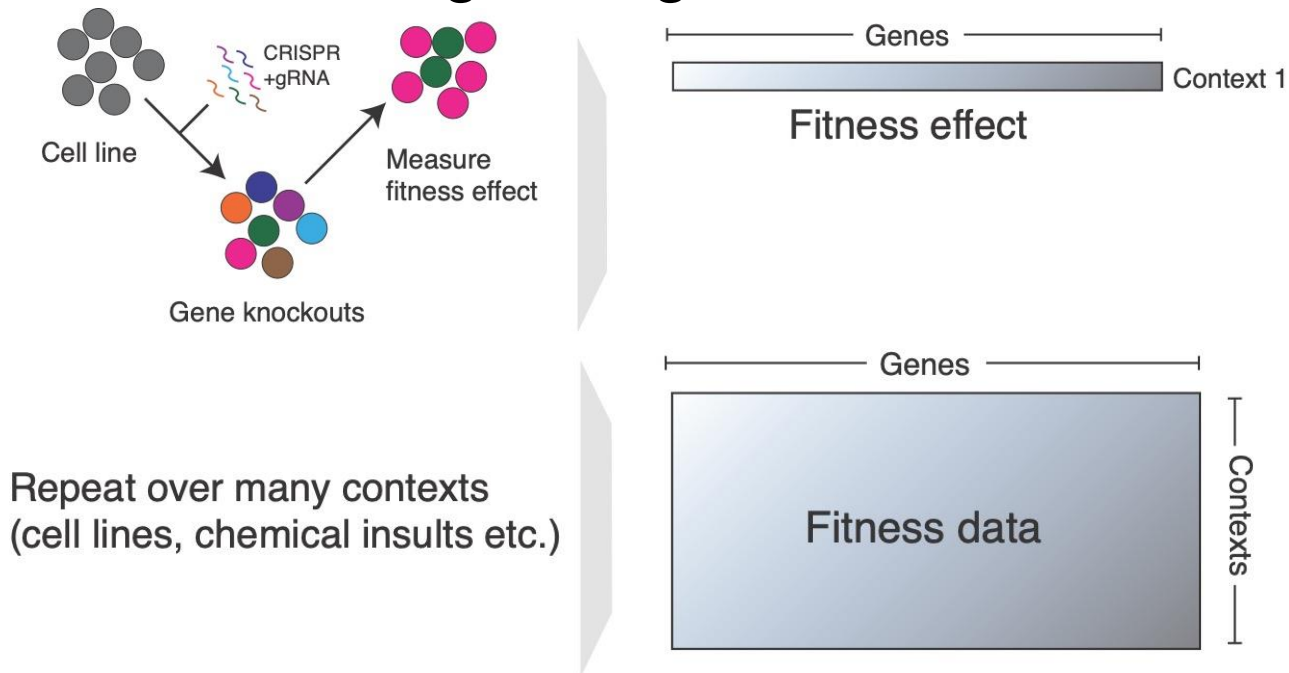 CRISPR
+gRNA
Cell line
Measure
fitness effect
Gene knockouts
Genes
Context 1
Fitness effect
Repeat over many contexts
(cell lines, chemical insults etc.)
Genes
Fitness data
Contexts